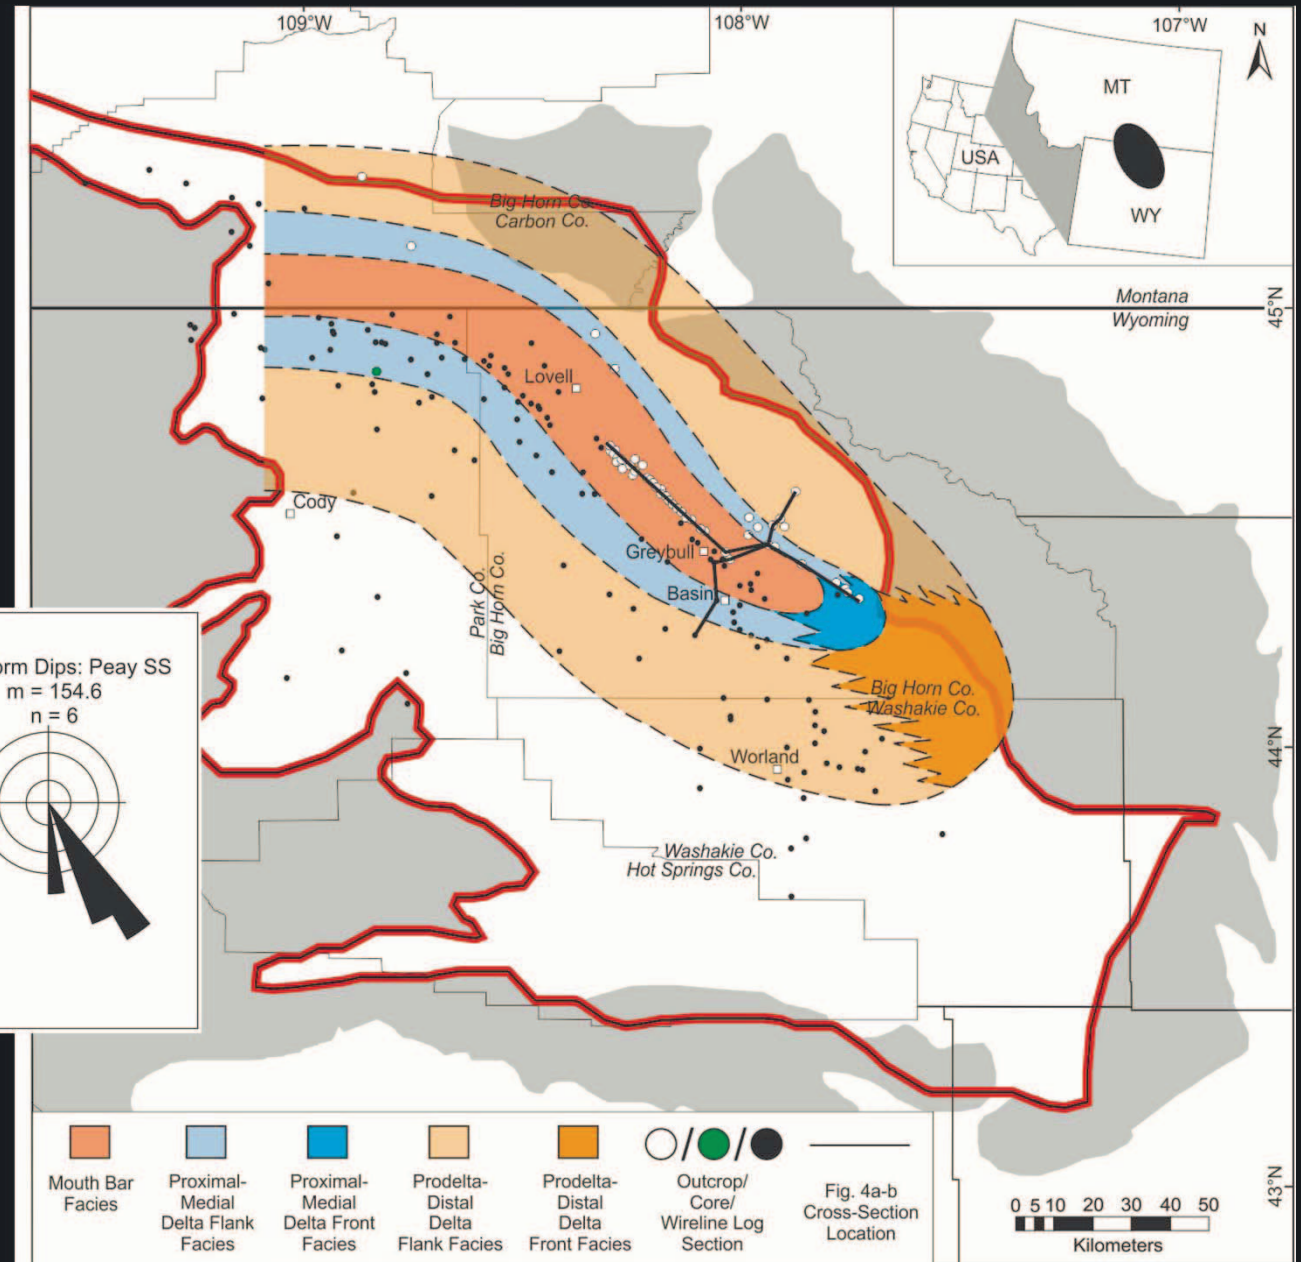 109°W
108°W
107°W
N
MT
USA
WY
Big Horn Co.
Carbon Co.
Montana
Wyoming
45°N
Lovell
Cody
Greybull
Basin
Park Co.
Big Horn Co.
orm Dips: Peay SS
m = 154.6
n = 6
Big Horn Co.
Washakie Co.
44°N
Worland
Washakie Co.
Hot Springs Co.
Mouth Bar
Facies
Proximal-
Medial
Delta Flank
Facies
Proximal-
Medial
Delta Front
Facies
Prodelta-
Distal
Delta
Flank Facies
Prodelta-
Distal
Delta
Front Facies
Outcrop/
Core/
Wireline Log
Section
Fig. 4a-b
Cross-Section
Location
43°N
0 5 10 20 30 40 50
Kilometers